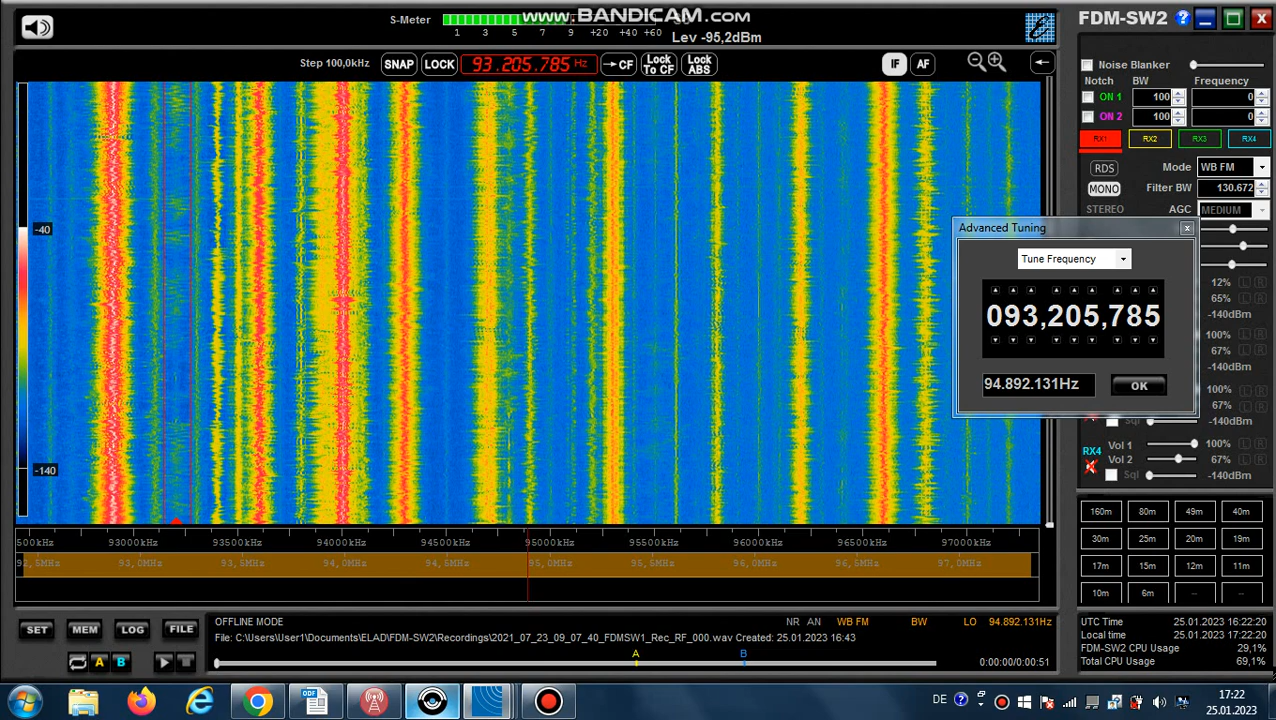 www.BANDICAM.com
S-Meter
1 3 5 7 9 +20 +40 +60
Lev -95,2dBm
FDM-SW2
Step 100,0kHz SNAP LOCK 93.205.785 Hz →CF Lock To CF Lock ABS IF AF
Noise Blanker
Notch BW Frequency
ON 1 100 0
ON 2 100 0
RX1 RX2 RX3 RX4
RDS Mode WB FM
MONO Filter BW 130.672
STEREO AGC MEDIUM
-40
-140
Advanced Tuning
Tune Frequency
093,205,785
94.892.131Hz OK
12%
65%
-140dBm
100%
67%
-140dBm
100%
67%
Sql -140dBm
RX4 Vol 1 100%
Vol 2 67%
Sql -140dBm
500kHz 93000kHz 93500kHz 94000kHz 94500kHz 95000kHz 95500kHz 96000kHz 96500kHz 97000kHz
92,5MHz 93,0MHz 93,5MHz 94,0MHz 94,5MHz 95,0MHz 95,5MHz 96,0MHz 96,5MHz 97,0MHz
160m 80m 49m 40m
30m 25m 20m 19m
17m 15m 12m 11m
10m 6m -- --
SET MEM LOG FILE
OFFLINE MODE NR AN WB FM BW LO 94.892.131Hz
File: C:\Users\User1\Documents\ELAD\FDM-SW2\Recordings\2021_07_23_09_07_40_FDMSW1_Rec_RF_000.wav Created: 25.01.2023 16:43
A B
A B 0:00:00/0:00:51
UTC Time 25.01.2023 16:22:20
Local time 25.01.2023 16:22:20
FDM-SW2 CPU Usage 29,1%
Total CPU Usage 69,1%
DE
17:22
25.01.2023